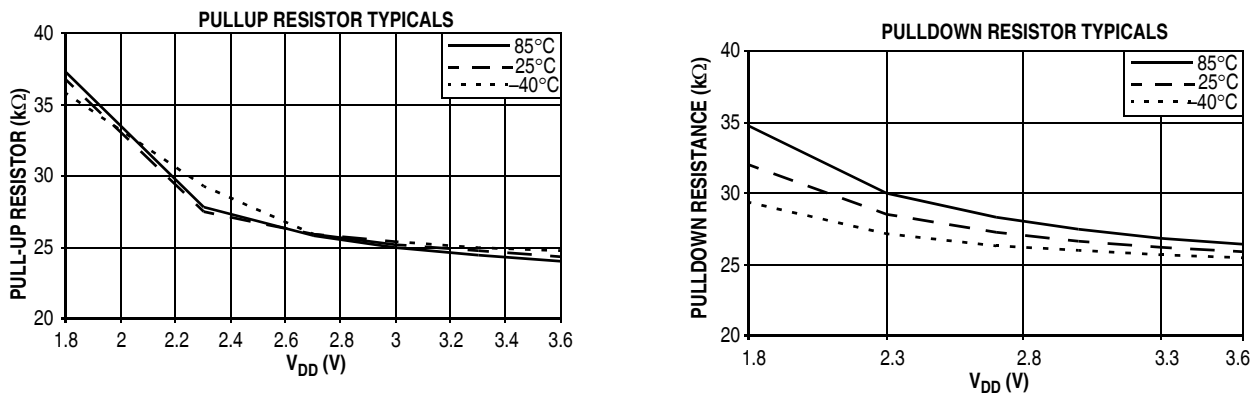 PULLUP RESISTOR TYPICALS
PULL-UP RESISTOR (kΩ)
40
35
30
25
20
85°C
25°C
–40°C
1.8 2 2.2 2.4 2.6 2.8 3 3.2 3.4 3.6
VDD (V)
PULLDOWN RESISTOR TYPICALS
PULLDOWN RESISTANCE (kΩ)
40
35
30
25
20
85°C
25°C
–40°C
1.8 2.3 2.8 3.3 3.6
VDD (V)